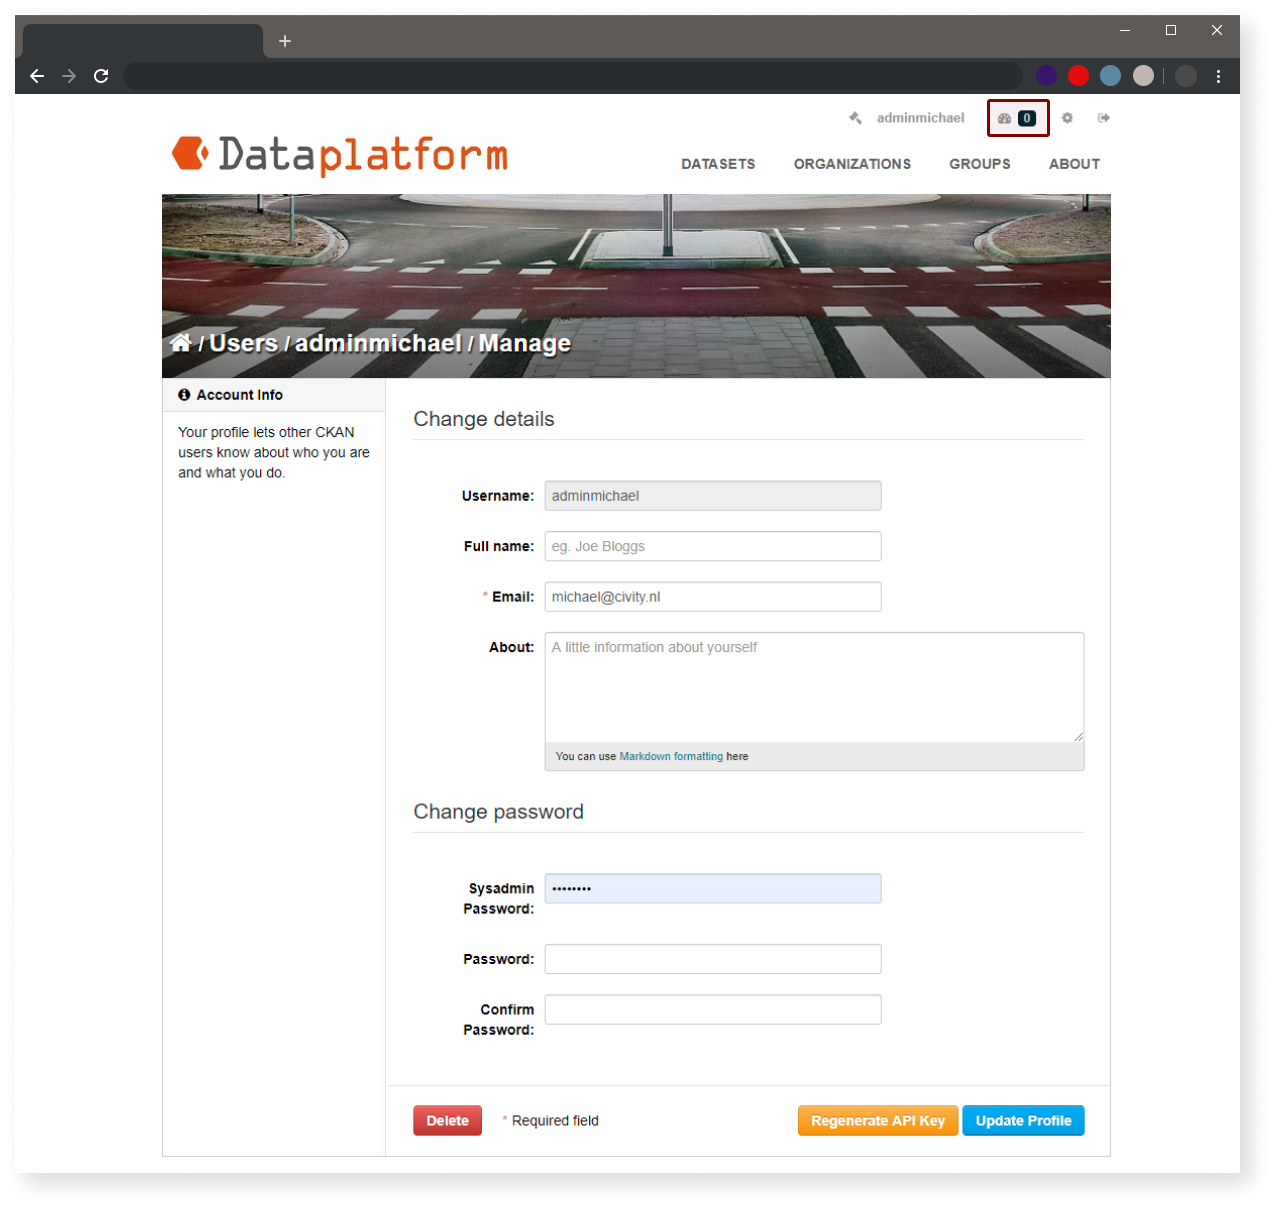 adminmichael 0
Dataplatform
DATASETS ORGANIZATIONS GROUPS ABOUT
/ Users / adminmichael / Manage
Account Info
Your profile lets other CKAN
users know about who you are
and what you do.
Change details
Username: adminmichael
Full name: eg. Joe Bloggs
* Email: michael@civity.nl
About: A little information about yourself
You can use Markdown formatting here
Change password
Sysadmin
Password: ••••••••
Password:
Confirm
Password:
Delete * Required field Regenerate API Key Update Profile